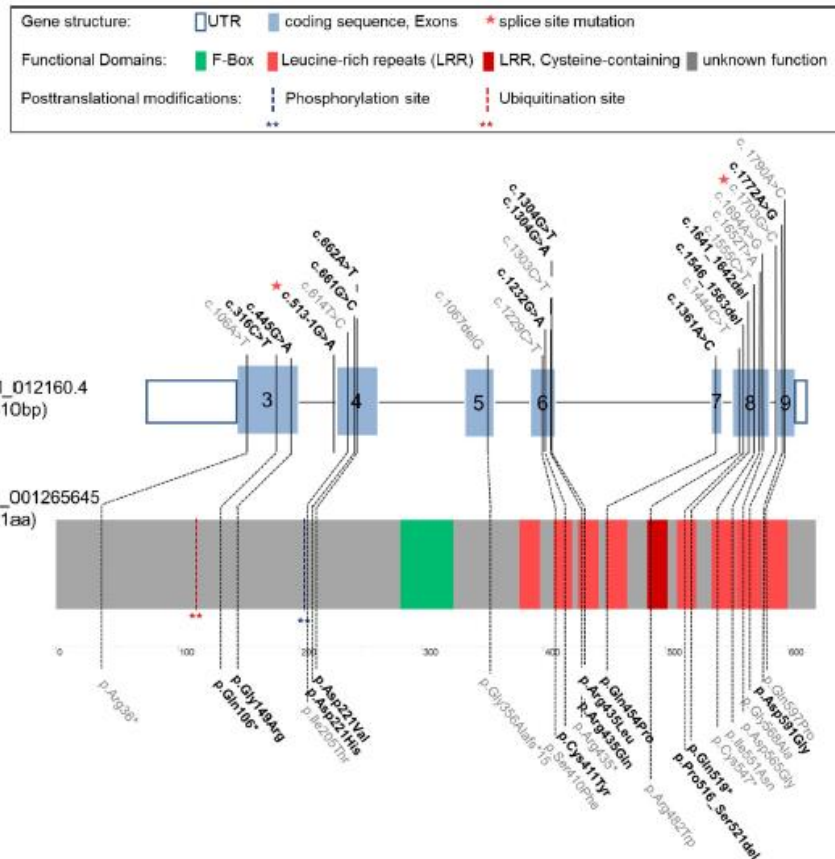 Gene structure: UTR coding sequence, Exons * splice site mutation
Functional Domains: F-Box Leucine-rich repeats (LRR) LRR, Cysteine-containing unknown function
Posttranslational modifications: Phosphorylation site Ubiquitination site
** **
c.106A>T
c.316C>T
c.445G>A
* c.513-1G>A
c.614T>C
c.661G>C
c.662A>T
c.1067delG
c.1229C>T
c.1232G>A
c.1303C>T
c.1304G>A
c.1304G>T
c.1361A>C
c.1444C>T
c.1546_1563del
c.1555C>T
c.1641_1642del
c.1652T>A
c.1694A>G
* c.1703G>C
c.1772A>G
c.1790A>C
_012160.4
10bp)
3 4 5 6 7 8 9
_001265645
1aa)
** **
0 100 200 300 400 500 600
p.Arg36*
p.Gln106*
p.Gly149Arg
p.Ile205Thr
p.Asp221His
p.Asp221Val
p.Gly356Alafs*15
p.Ser410Phe
p.Cys411Tyr
p.Arg435*
p.Arg435Gln
p.Arg435Leu
p.Gln454Pro
p.Arg482Trp
p.Pro516_Ser521del
p.Gln519*
p.Cys547*
p.Ile551Asn
p.Asp565Gly
p.Gly568Ala
p.Asp591Gly
p.Gln597Pro